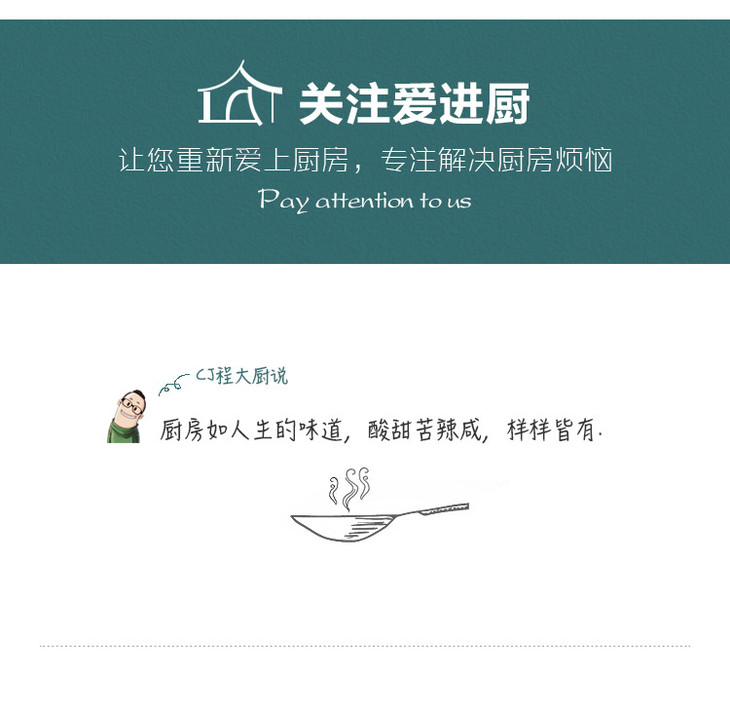 关注爱进厨
让您重新爱上厨房，专注解决厨房烦恼
Pay attention to us
CJ程大厨说
厨房如人生的味道，酸甜苦辣咸，样样皆有.